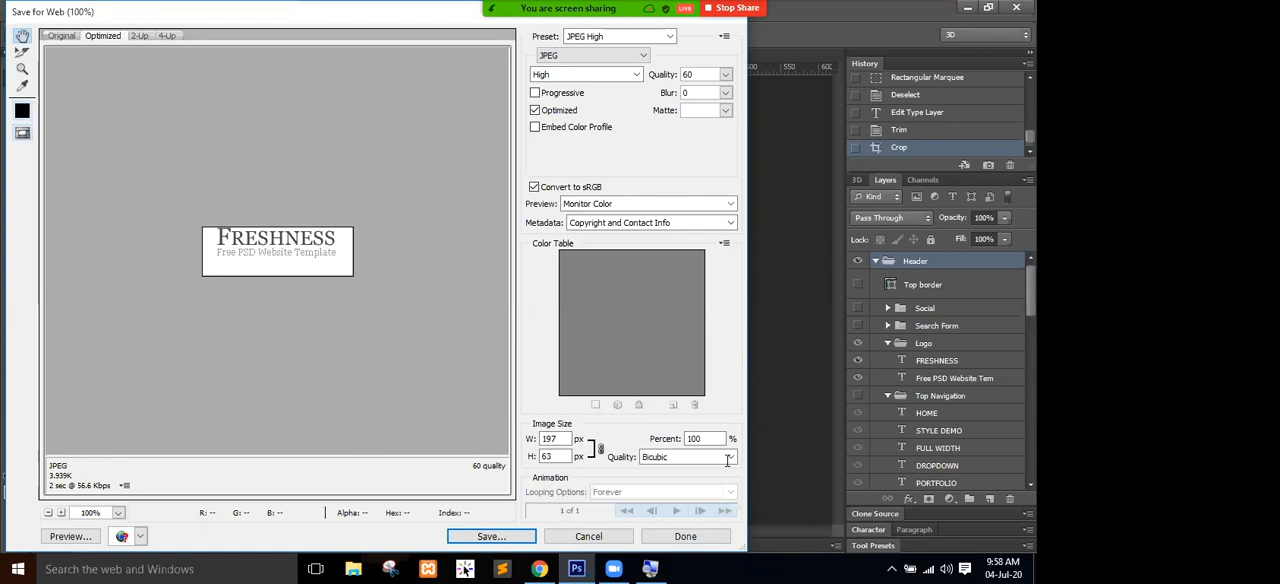 Save for Web (100%)
You are screen sharing
LIVE
Stop Share
Original Optimized 2-Up 4-Up
Preset: JPEG High
JPEG
High Quality: 60
Progressive Blur: 0
Optimized Matte:
Embed Color Profile
Convert to sRGB
Preview: Monitor Color
Metadata: Copyright and Contact Info
Color Table
FRESHNESS
Free PSD Website Template
Image Size
W: 197 px Percent: 100 %
H: 63 px Quality: Bicubic
Animation
Looping Options: Forever
1 of 1
JPEG 60 quality
3.939K
2 sec @ 56.6 Kbps
100% R: -- G: -- B: -- Alpha: -- Hex: -- Index: --
Preview... Save... Cancel Done
550 600
3D
History
Rectangular Marquee
Deselect
Edit Type Layer
Trim
Crop
3D Layers Channels
Kind
Pass Through Opacity: 100%
Lock: Fill: 100%
Header
Top border
Social
Search Form
Logo
FRESHNESS
Free PSD Website Tem
Top Navigation
HOME
STYLE DEMO
FULL WIDTH
DROPDOWN
PORTFOLIO
Clone Source
Character Paragraph
Tool Presets
Search the web and Windows
9:58 AM
04-Jul-20